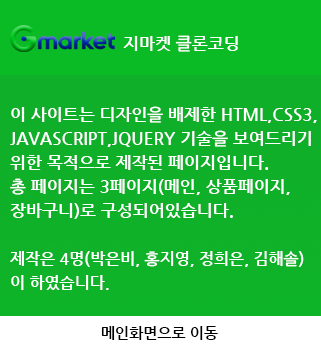 Gmarket 지마켓 클론코딩
이 사이트는 디자인을 배제한 HTML,CSS3,
JAVASCRIPT,JQUERY 기술을 보여드리기
위한 목적으로 제작된 페이지입니다.
총 페이지는 3페이지(메인, 상품페이지,
장바구니)로 구성되어있습니다.
제작은 4명(박은비, 홍지영, 정희은, 김해솔)
이 하였습니다.
메인화면으로 이동